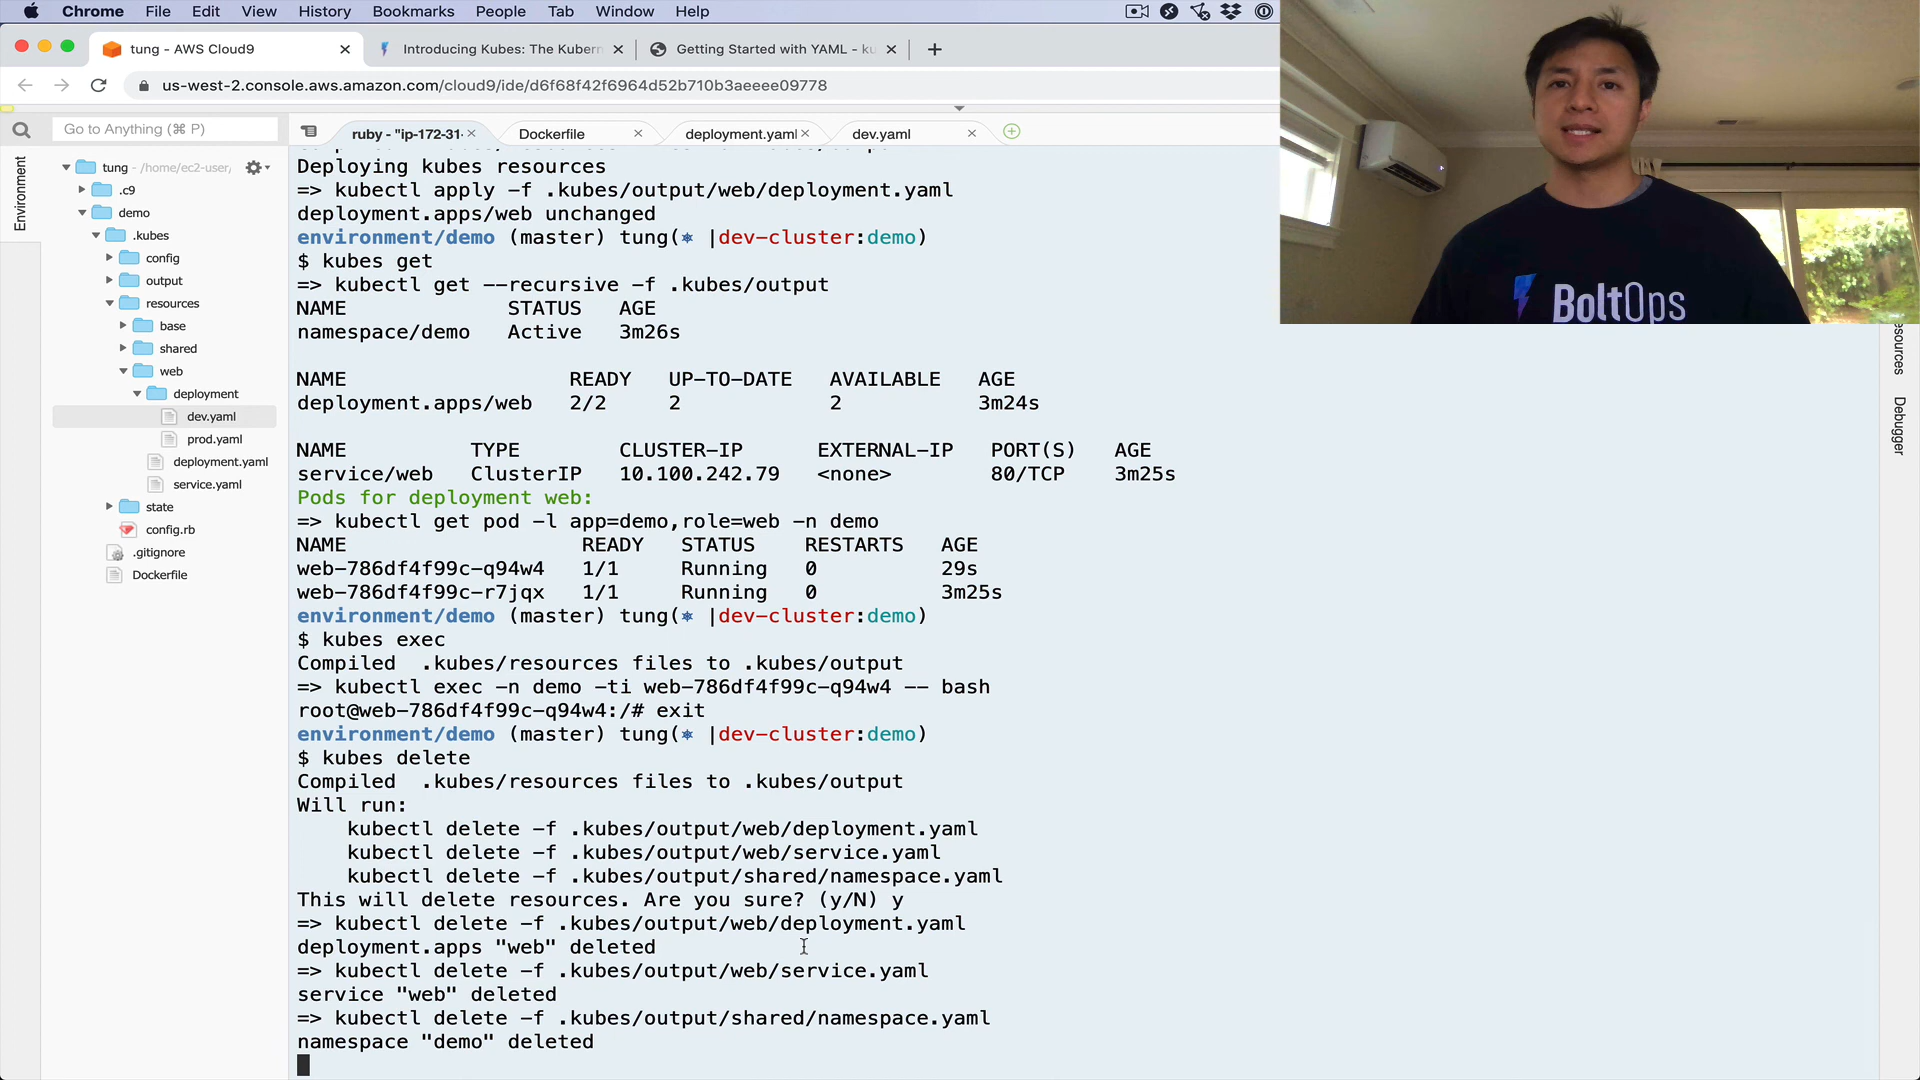 Chrome File Edit View History Bookmarks People Tab Window Help
tung - AWS Cloud9
Introducing Kubes: The Kubern
Getting Started with YAML - ku
us-west-2.console.aws.amazon.com/cloud9/ide/d6f68f42f6964d52b710b3aeeee09778
Go to Anything (⌘ P)
ruby - "ip-172-31-
Dockerfile
deployment.yaml
dev.yaml
Environment
tung - /home/ec2-user/
.c9
demo
.kubes
config
output
resources
base
shared
web
deployment
dev.yaml
prod.yaml
deployment.yaml
service.yaml
state
config.rb
.gitignore
Dockerfile
Deploying kubes resources
=> kubectl apply -f .kubes/output/web/deployment.yaml
deployment.apps/web unchanged
environment/demo (master) tung(⎈ |dev-cluster:demo)
$ kubes get
=> kubectl get --recursive -f .kubes/output
NAME STATUS AGE
namespace/demo Active 3m26s
NAME READY UP-TO-DATE AVAILABLE AGE
deployment.apps/web 2/2 2 2 3m24s
NAME TYPE CLUSTER-IP EXTERNAL-IP PORT(S) AGE
service/web ClusterIP 10.100.242.79 <none> 80/TCP 3m25s
Pods for deployment web:
=> kubectl get pod -l app=demo,role=web -n demo
NAME READY STATUS RESTARTS AGE
web-786df4f99c-q94w4 1/1 Running 0 29s
web-786df4f99c-r7jqx 1/1 Running 0 3m25s
environment/demo (master) tung(⎈ |dev-cluster:demo)
$ kubes exec
Compiled .kubes/resources files to .kubes/output
=> kubectl exec -n demo -ti web-786df4f99c-q94w4 -- bash
root@web-786df4f99c-q94w4:/# exit
environment/demo (master) tung(⎈ |dev-cluster:demo)
$ kubes delete
Compiled .kubes/resources files to .kubes/output
Will run:
kubectl delete -f .kubes/output/web/deployment.yaml
kubectl delete -f .kubes/output/web/service.yaml
kubectl delete -f .kubes/output/shared/namespace.yaml
This will delete resources. Are you sure? (y/N) y
=> kubectl delete -f .kubes/output/web/deployment.yaml
deployment.apps "web" deleted
=> kubectl delete -f .kubes/output/web/service.yaml
service "web" deleted
=> kubectl delete -f .kubes/output/shared/namespace.yaml
namespace "demo" deleted
BoltOps
esources
Debugger